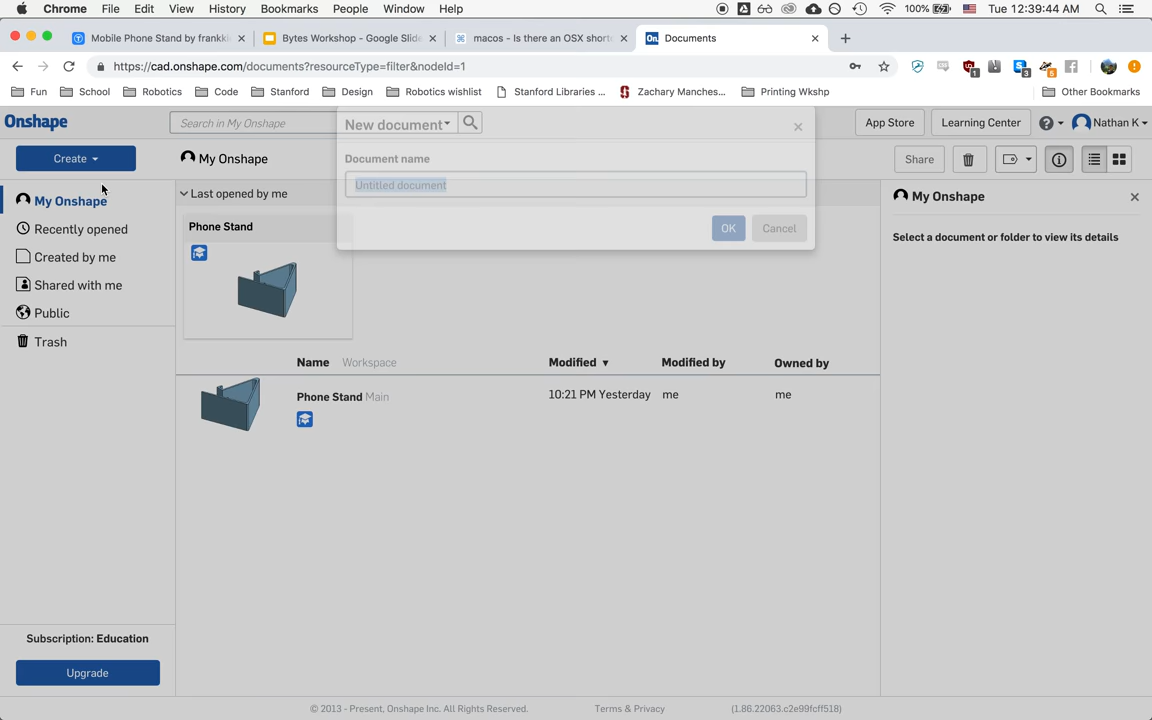 Chrome File Edit View History Bookmarks People Window Help 100% Tue 12:39:44 AM
Mobile Phone Stand by frankki × Bytes Workshop - Google Slide × macos - Is there an OSX short × On. Documents × +
https://cad.onshape.com/documents?resourceType=filter&nodeId=1
Fun School Robotics Code Stanford Design Robotics wishlist Stanford Libraries ... Zachary Manches... Printing Wkshp Other Bookmarks
Onshape Search in My Onshape New document App Store Learning Center Nathan K
Create My Onshape Document name Share
My Onshape Last opened by me Untitled document My Onshape
Recently opened Phone Stand OK Cancel Select a document or folder to view its details
Created by me
Shared with me
Public
Trash
Name Workspace Modified Modified by Owned by
Phone Stand Main 10:21 PM Yesterday me me
Subscription: Education
Upgrade
© 2013 - Present, Onshape Inc. All Rights Reserved. Terms & Privacy (1.86.22063.c2e99fcff518)